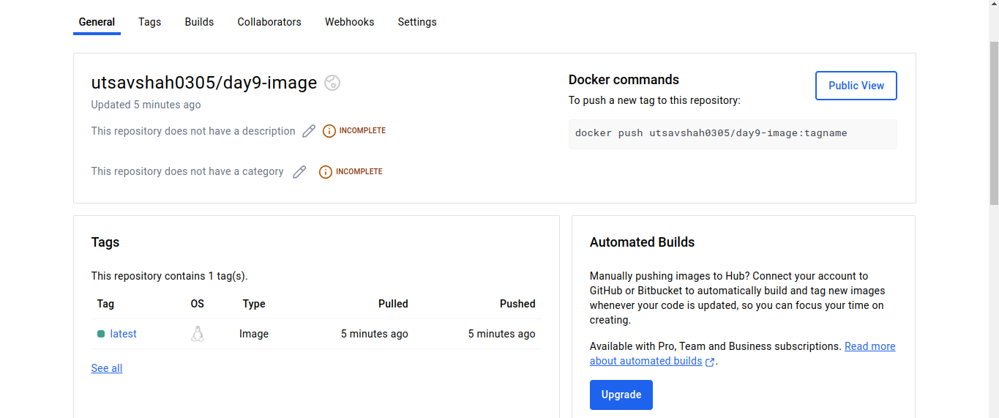 General Tags Builds Collaborators Webhooks Settings
utsavshah0305/day9-image
Updated 5 minutes ago
This repository does not have a description INCOMPLETE
This repository does not have a category INCOMPLETE
Docker commands
Public View
To push a new tag to this repository:
docker push utsavshah0305/day9-image:tagname
Tags
This repository contains 1 tag(s).
Tag OS Type Pulled Pushed
latest Image 5 minutes ago 5 minutes ago
See all
Automated Builds
Manually pushing images to Hub? Connect your account to
GitHub or Bitbucket to automatically build and tag new images
whenever your code is updated, so you can focus your time on
creating.
Available with Pro, Team and Business subscriptions. Read more
about automated builds.
Upgrade